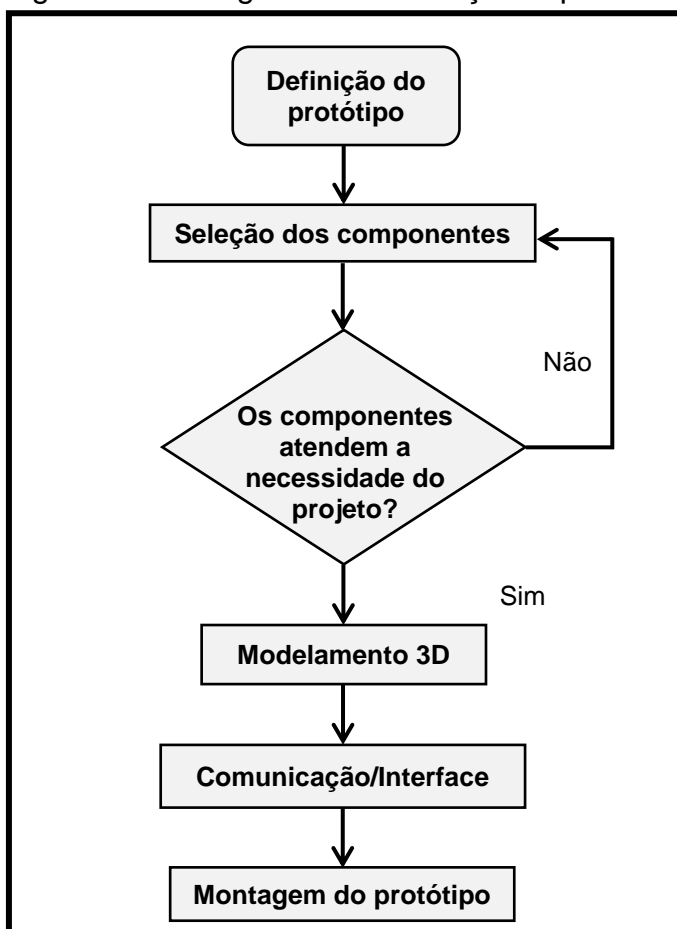 Definição do
protótipo
Seleção dos componentes
Não
Os componentes
atendem a
necessidade do
projeto?
Sim
Modelamento 3D
Comunicação/Interface
Montagem do protótipo